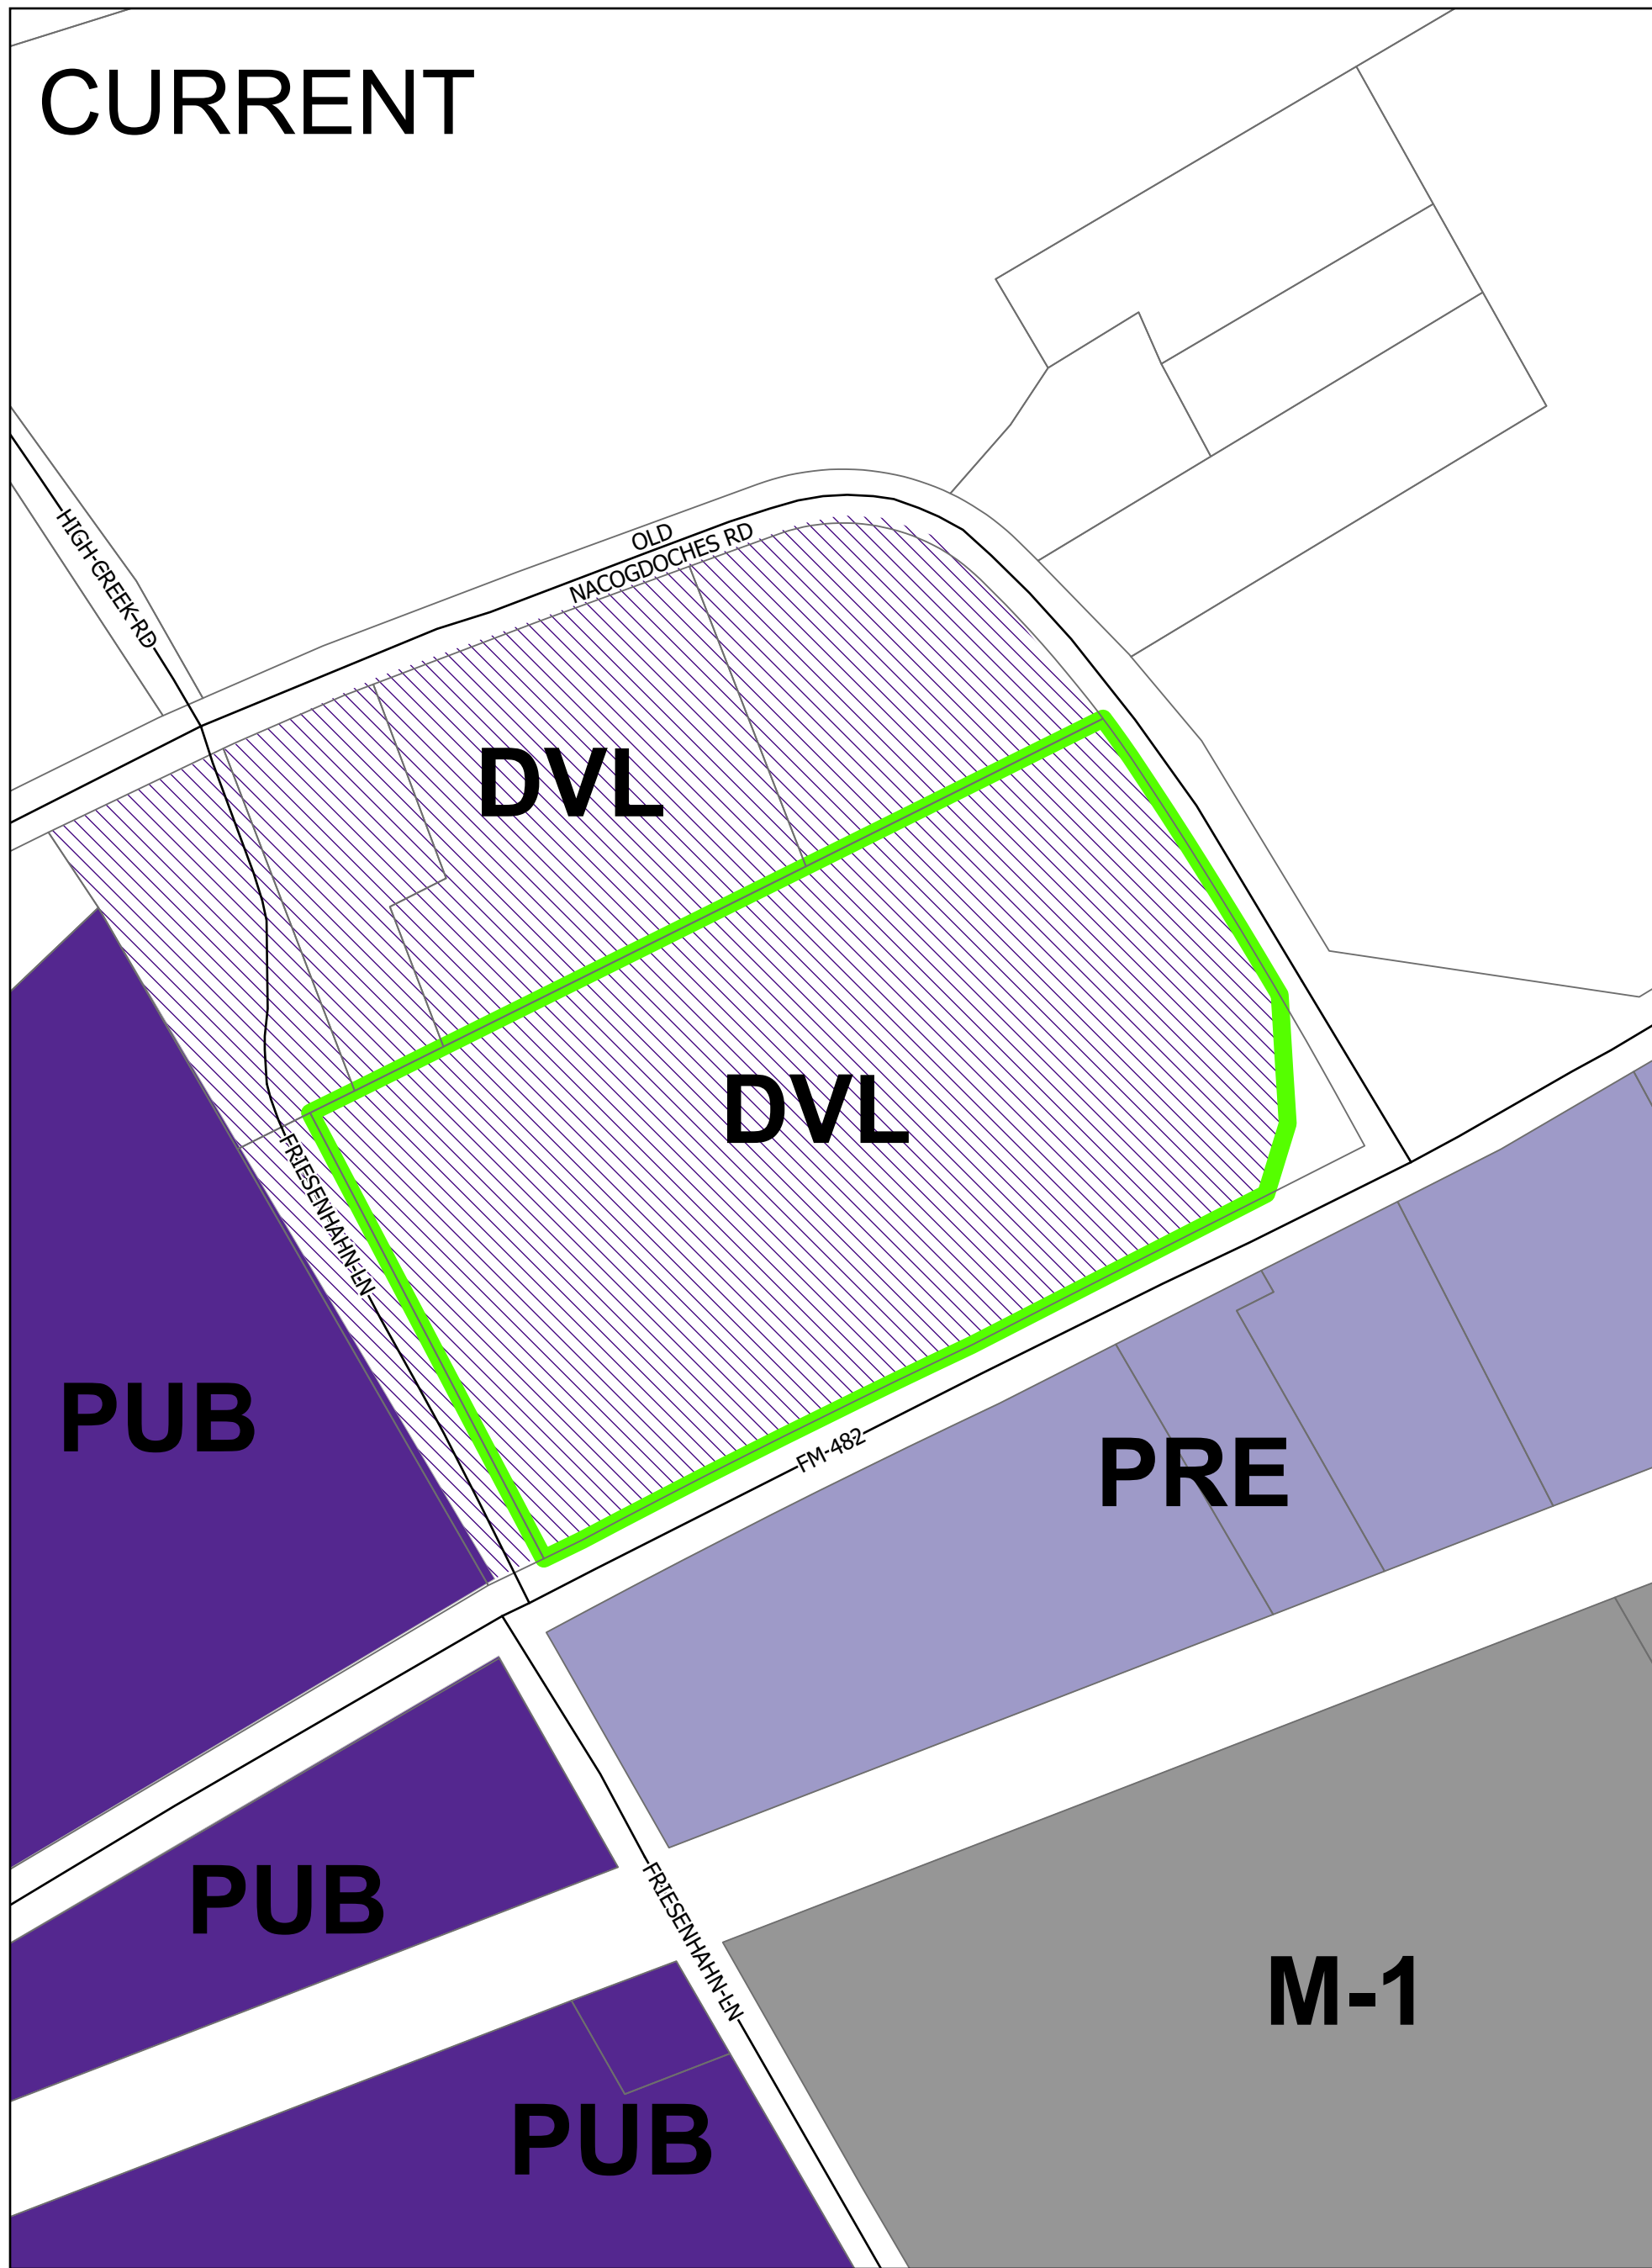 CURRENT
HIGH-CREEK-RD
OLD
NACOGDOCHES RD
DVL
DVL
FRIESENHAHN-LN
PUB
FM-482
PRE
PUB
FRIESENHAHN-LN
M-1
PUB